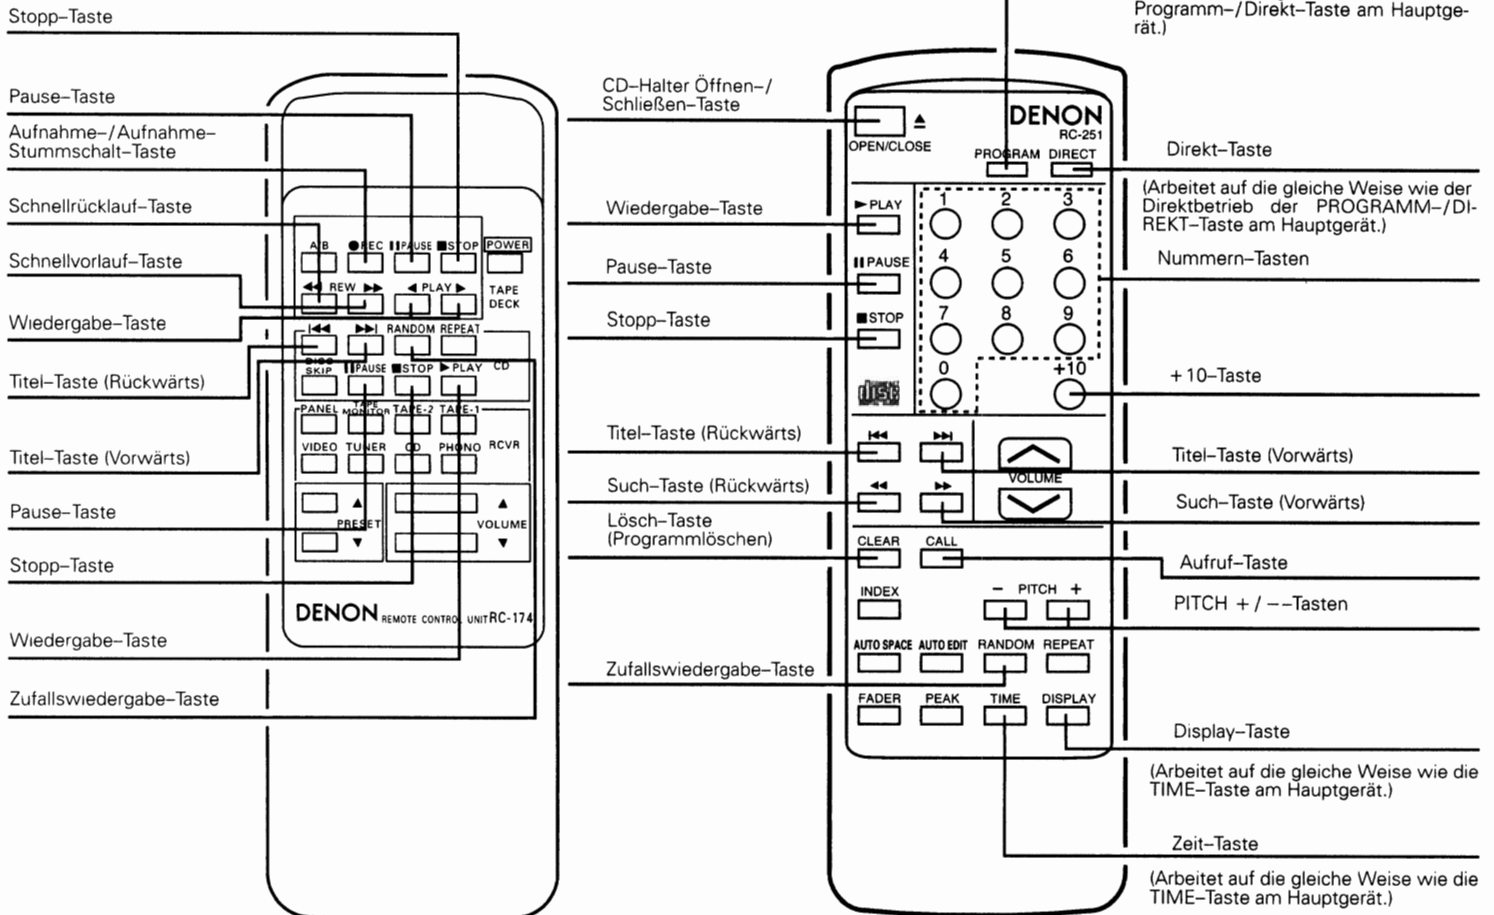 Stopp–Taste
Pause–Taste
Aufnahme–/Aufnahme–
Stummschalt–Taste
Schnellrücklauf–Taste
Schnellvorlauf–Taste
Wiedergabe–Taste
Titel–Taste (Rückwärts)
Titel–Taste (Vorwärts)
Pause–Taste
Stopp–Taste
Wiedergabe–Taste
Zufallswiedergabe–Taste
A/B ●REC ❚❚PAUSE ■STOP POWER
◀◀ REW ▶▶ ◀ PLAY ▶ TAPE
DECK
|◀◀ ▶▶| RANDOM REPEAT
DISC
SKIP ❚❚PAUSE ■STOP ▶PLAY CD
PANEL TAPE
MONITOR TAPE-2 TAPE-1
VIDEO TUNER CD PHONO RCVR
▲ ▲
PRESET VOLUME
▼ ▼
DENON REMOTE CONTROL UNIT RC-174
CD–Halter Öffnen–/
Schließen–Taste
Wiedergabe–Taste
Pause–Taste
Stopp–Taste
Titel–Taste (Rückwärts)
Such–Taste (Rückwärts)
Lösch–Taste
(Programmlöschen)
Zufallswiedergabe–Taste
▲ DENON
RC-251
OPEN/CLOSE
PROGRAM DIRECT
▶PLAY 1 2 3
❚❚PAUSE 4 5 6
■STOP 7 8 9
disc 0 +10
|◀◀ ▶▶|
VOLUME
◀◀ ▶▶
CLEAR CALL
INDEX − PITCH +
AUTO SPACE AUTO EDIT RANDOM REPEAT
FADER PEAK TIME DISPLAY
Programm–/Direkt–Taste am Hauptge-
rät.)
Direkt–Taste
(Arbeitet auf die gleiche Weise wie der
Direktbetrieb der PROGRAMM–/DI-
REKT–Taste am Hauptgerät.)
Nummern–Tasten
+10–Taste
Titel–Taste (Vorwärts)
Such–Taste (Vorwärts)
Aufruf–Taste
PITCH + / −–Tasten
Display–Taste
(Arbeitet auf die gleiche Weise wie die
TIME–Taste am Hauptgerät.)
Zeit–Taste
(Arbeitet auf die gleiche Weise wie die
TIME–Taste am Hauptgerät.)